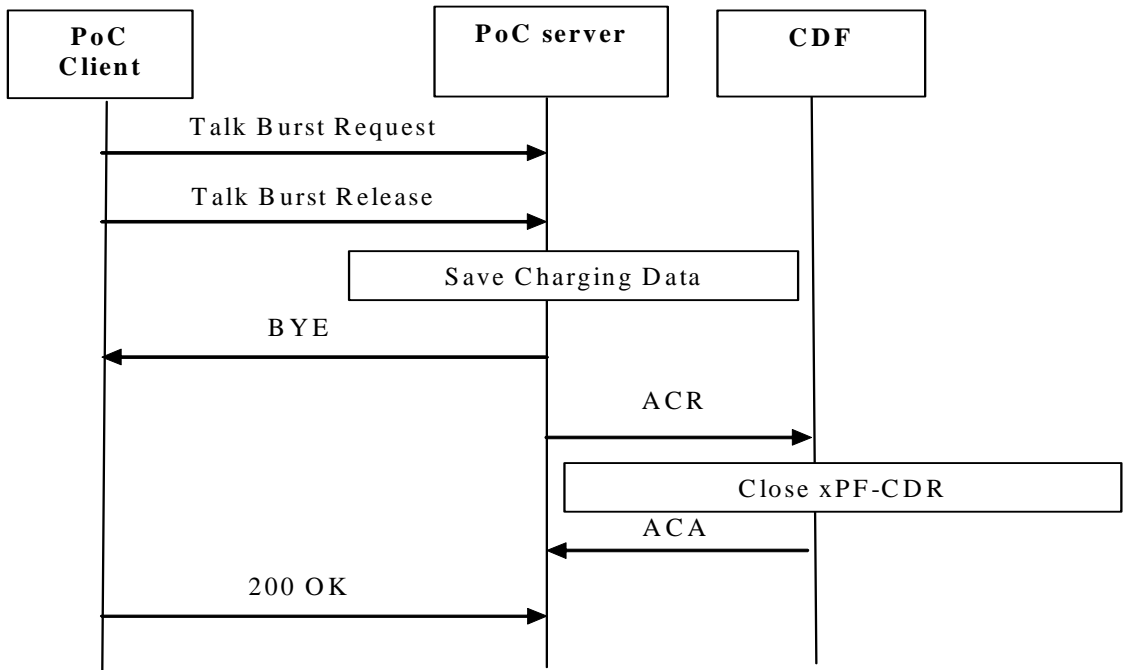 PoC
Client
PoC server
CDF
Talk Burst Request
Talk Burst Release
Save Charging Data
BYE
ACR
Close xPF-CDR
ACA
200 OK